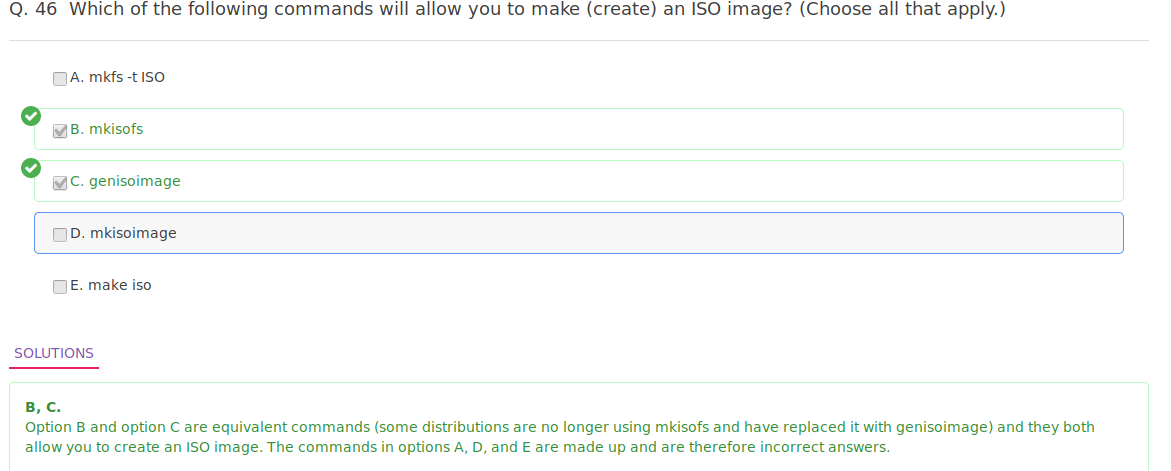 Q. 46 Which of the following commands will allow you to make (create) an ISO image? (Choose all that apply.)
A. mkfs -t ISO
B. mkisofs
C. genisoimage
D. mkisoimage
E. make iso
SOLUTIONS
B, C.
Option B and option C are equivalent commands (some distributions are no longer using mkisofs and have replaced it with genisoimage) and they both
allow you to create an ISO image. The commands in options A, D, and E are made up and are therefore incorrect answers.